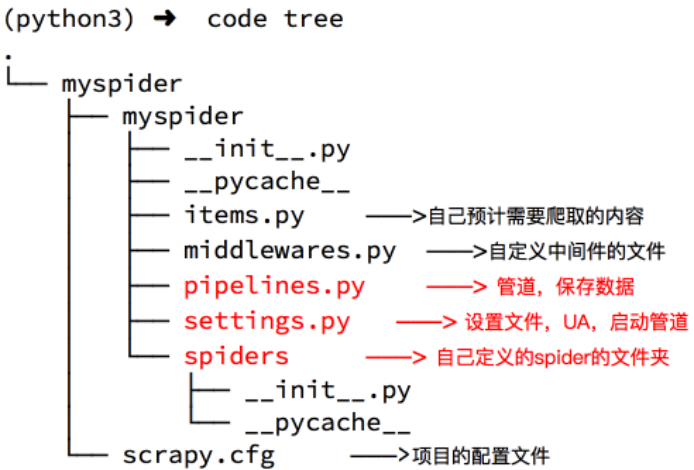 (python3) ➜ code tree
.
└── myspider
├── myspider
├── __init__.py
├── __pycache__
├── items.py ——>自己预计需要爬取的内容
├── middlewares.py ——>自定义中间件的文件
├── pipelines.py ——> 管道，保存数据
├── settings.py ——> 设置文件，UA，启动管道
└── spiders ——> 自己定义的spider的文件夹
├── __init__.py
└── __pycache__
└── scrapy.cfg ——>项目的配置文件